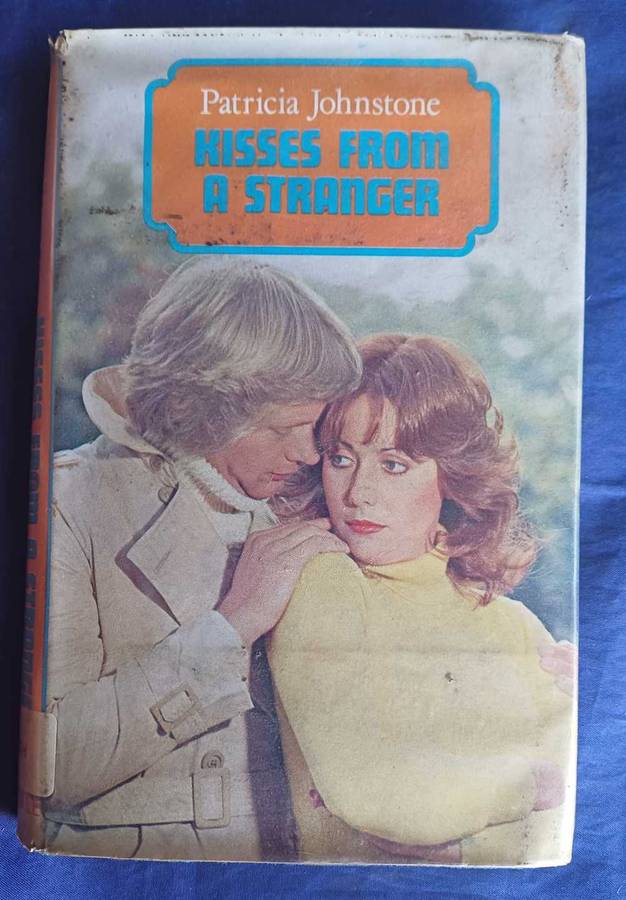 Patricia Johnstone
KISSES FROM
A STRANGER